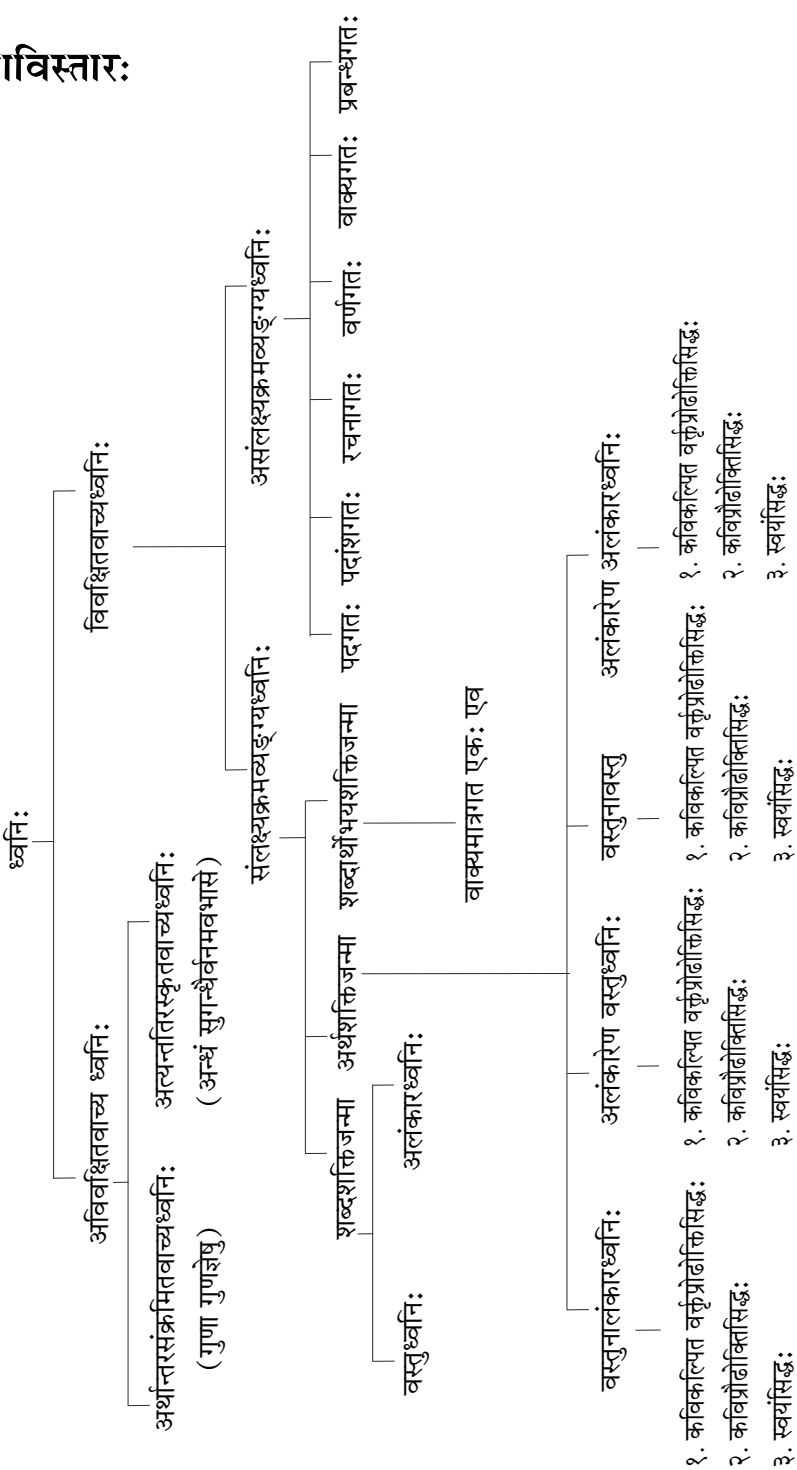 ाविस्तारः
ध्वनिः
अविवक्षितवाच्य ध्वनिः
विवक्षितवाच्यध्वनिः
अर्थान्तरसंक्रमितवाच्यध्वनिः
(गुणा गुणज्ञेषु)
अत्यन्ततिरस्कृतवाच्यध्वनिः
(अन्धं सुगन्धैर्वनमवभासे)
संलक्ष्यक्रमव्यङ्ग्यध्वनिः
असंलक्ष्यक्रमव्यङ्ग्यध्वनिः
शब्दशक्तिजन्मा
अर्थशक्तिजन्मा
शब्दार्थोभयशक्तिजन्मा
पदगतः
पदांशगतः
रचनागतः
वर्णगतः
वाक्यगतः
प्रबन्धगतः
वस्तुध्वनिः
अलंकारध्वनिः
वाक्यमात्रगत एकः एव
वस्तुनालंकारध्वनिः
अलंकारेण वस्तुध्वनिः
वस्तुनावस्तु
अलंकारेण अलंकारध्वनिः
१. कविकल्पित वर्क्तृप्रोढोक्तिसिद्धः
२. कविप्रौढोक्तिसिद्धः
३. स्वयंसिद्धः
१. कविकल्पित वर्क्तृप्रोढोक्तिसिद्धः
२. कविप्रौढोक्तिसिद्धः
३. स्वयंसिद्धः
१. कविकल्पित वर्क्तृप्रोढोक्तिसिद्धः
२. कविप्रौढोक्तिसिद्धः
३. स्वयंसिद्धः
१. कविकल्पित वर्क्तृप्रोढोक्तिसिद्धः
२. कविप्रौढोक्तिसिद्धः
३. स्वयंसिद्धः